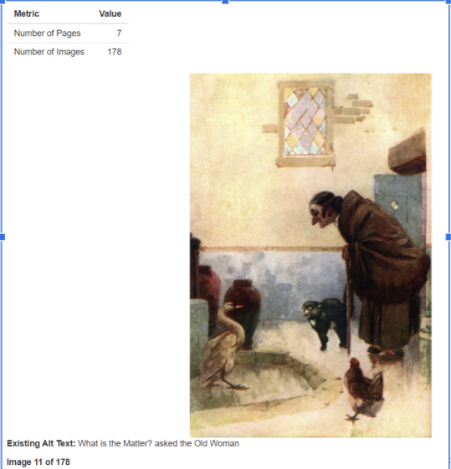 Metric Value
Number of Pages 7
Number of Images 178
Existing Alt Text: What is the Matter? asked the Old Woman
Image 11 of 178